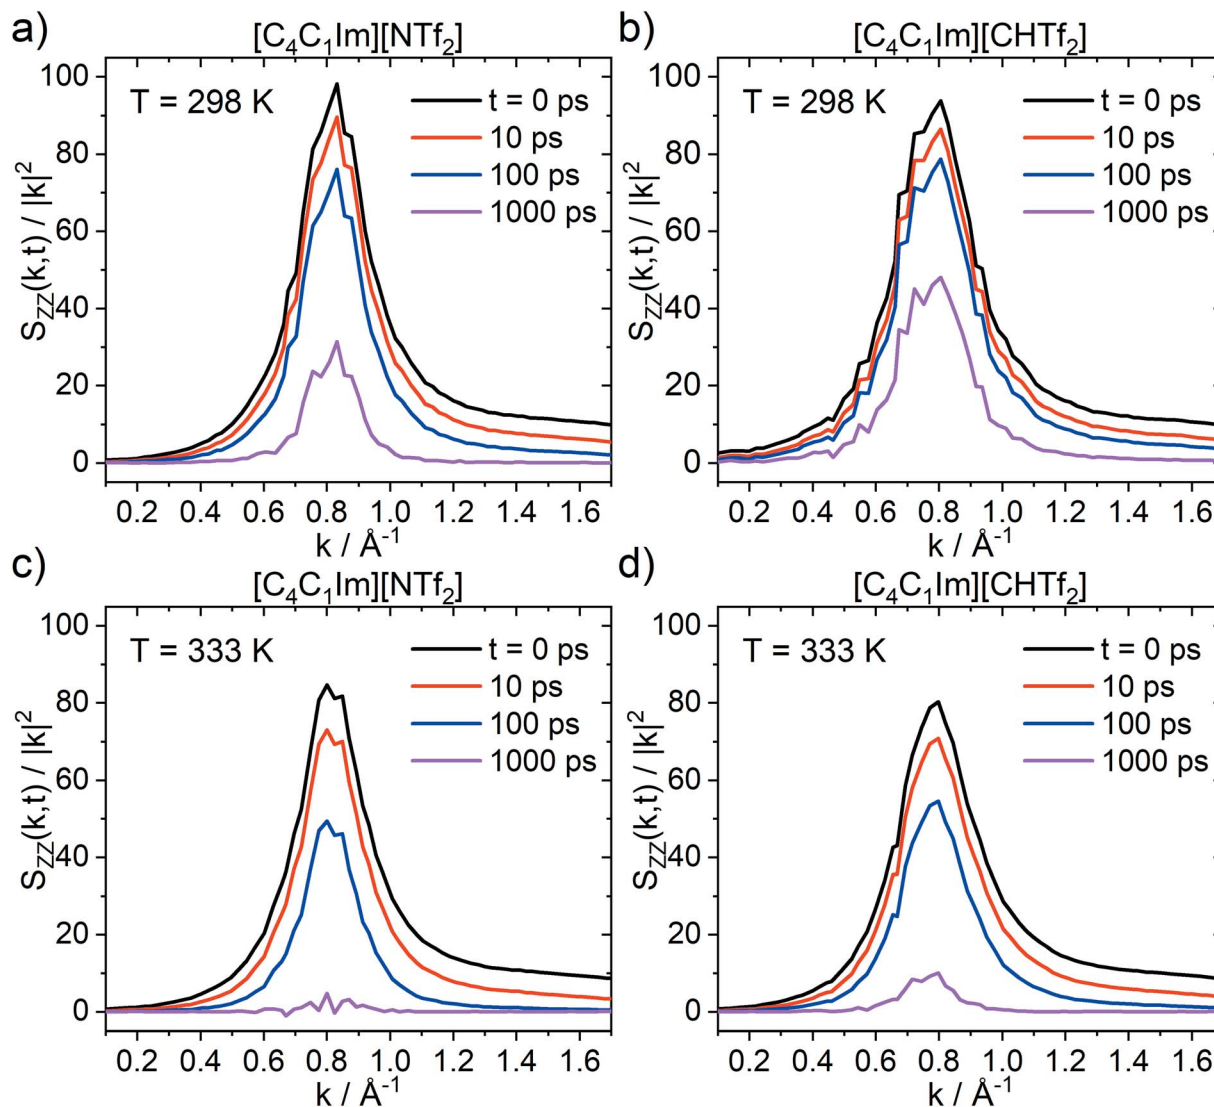 a)
[C₄C₁Im][NTf₂]
T = 298 K
t = 0 ps
10 ps
100 ps
1000 ps
S_ZZ(k,t) / |k|²
100
80
60
40
20
0
0.2 0.4 0.6 0.8 1.0 1.2 1.4 1.6
k / Å⁻¹
b)
[C₄C₁Im][CHTf₂]
T = 298 K
t = 0 ps
10 ps
100 ps
1000 ps
S_ZZ(k,t) / |k|²
100
80
60
40
20
0
0.2 0.4 0.6 0.8 1.0 1.2 1.4 1.6
k / Å⁻¹
c)
[C₄C₁Im][NTf₂]
T = 333 K
t = 0 ps
10 ps
100 ps
1000 ps
S_ZZ(k,t) / |k|²
100
80
60
40
20
0
0.2 0.4 0.6 0.8 1.0 1.2 1.4 1.6
k / Å⁻¹
d)
[C₄C₁Im][CHTf₂]
T = 333 K
t = 0 ps
10 ps
100 ps
1000 ps
S_ZZ(k,t) / |k|²
100
80
60
40
20
0
0.2 0.4 0.6 0.8 1.0 1.2 1.4 1.6
k / Å⁻¹